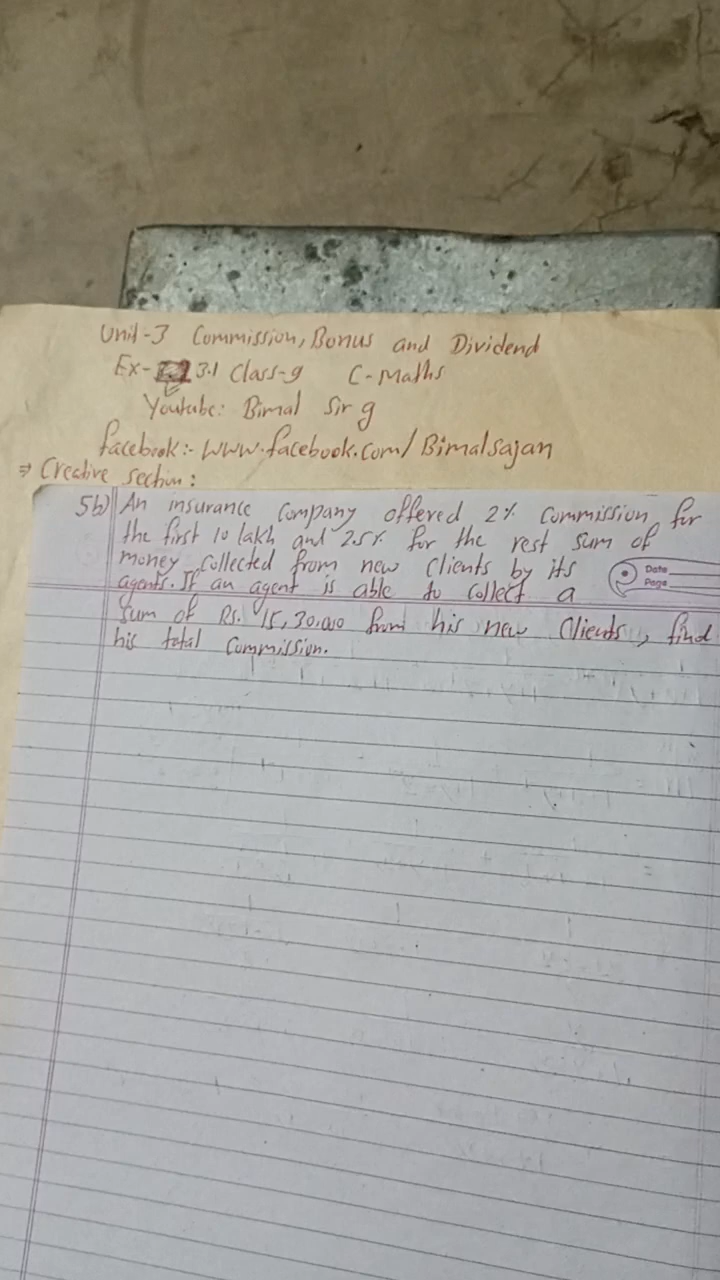 Unit-3 Commission, Bonus and Dividend
Ex- 3.1 Class-9 C-Maths
Youtube: Bimal Sir g
facebook:- www.facebook.com/Bimalsajan
⇒ Creative section:
5b) An insurance company offered 2% commission for
the first 10 lakh and 2.5% for the rest sum of
money collected from new clients by its
Date
Page
agents. If an agent is able to collect a
sum of Rs. 15,30,000 from his new clients, find
his total commission.